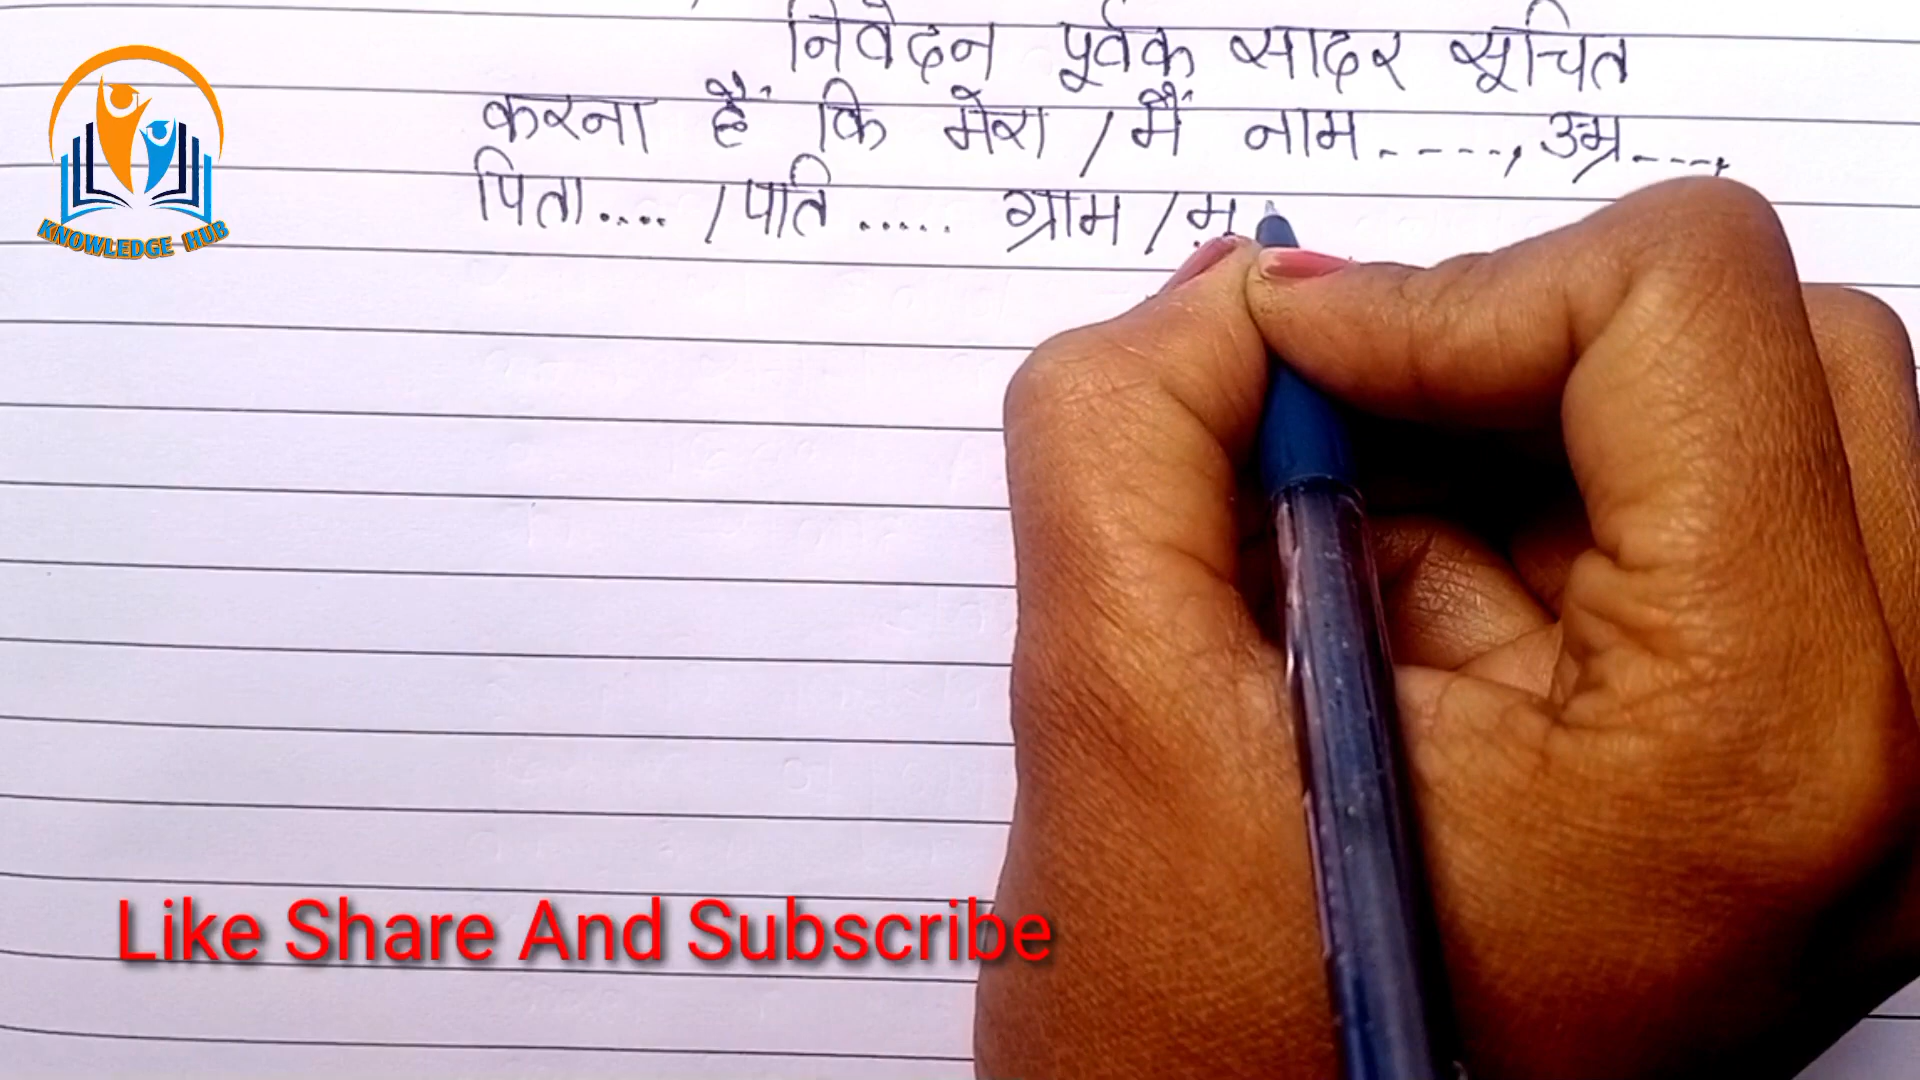 निवेदन पूर्वक सादर सूचित
करना हैं कि मेरा / मैं नाम -----, उम्र ----,
पिता .... / पति ..... ग्राम / मु
KNOWLEDGE HUB
Like Share And Subscribe